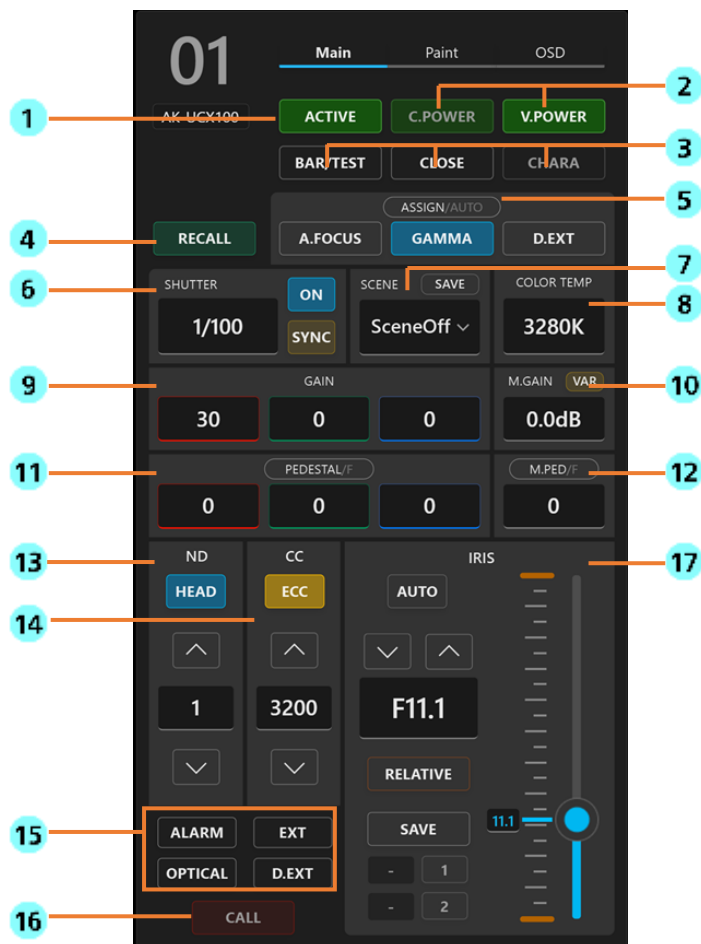 01
Main Paint OSD
1
AK-UCX100 ACTIVE C.POWER V.POWER
2
BAR/TEST CLOSE CHARA
3
ASSIGN/AUTO
5
4
RECALL A.FOCUS GAMMA D.EXT
7
6
SHUTTER ON SCENE SAVE COLOR TEMP
8
1/100 SYNC SceneOff 3280K
9
GAIN M.GAIN VAR
10
30 0 0 0.0dB
11
PEDESTAL/F M.PED/F
12
0 0 0 0
13
ND CC IRIS
17
HEAD ECC AUTO
14
1 3200 F11.1
RELATIVE
15
ALARM EXT SAVE 11.1
OPTICAL D.EXT - 1
16
CALL - 2